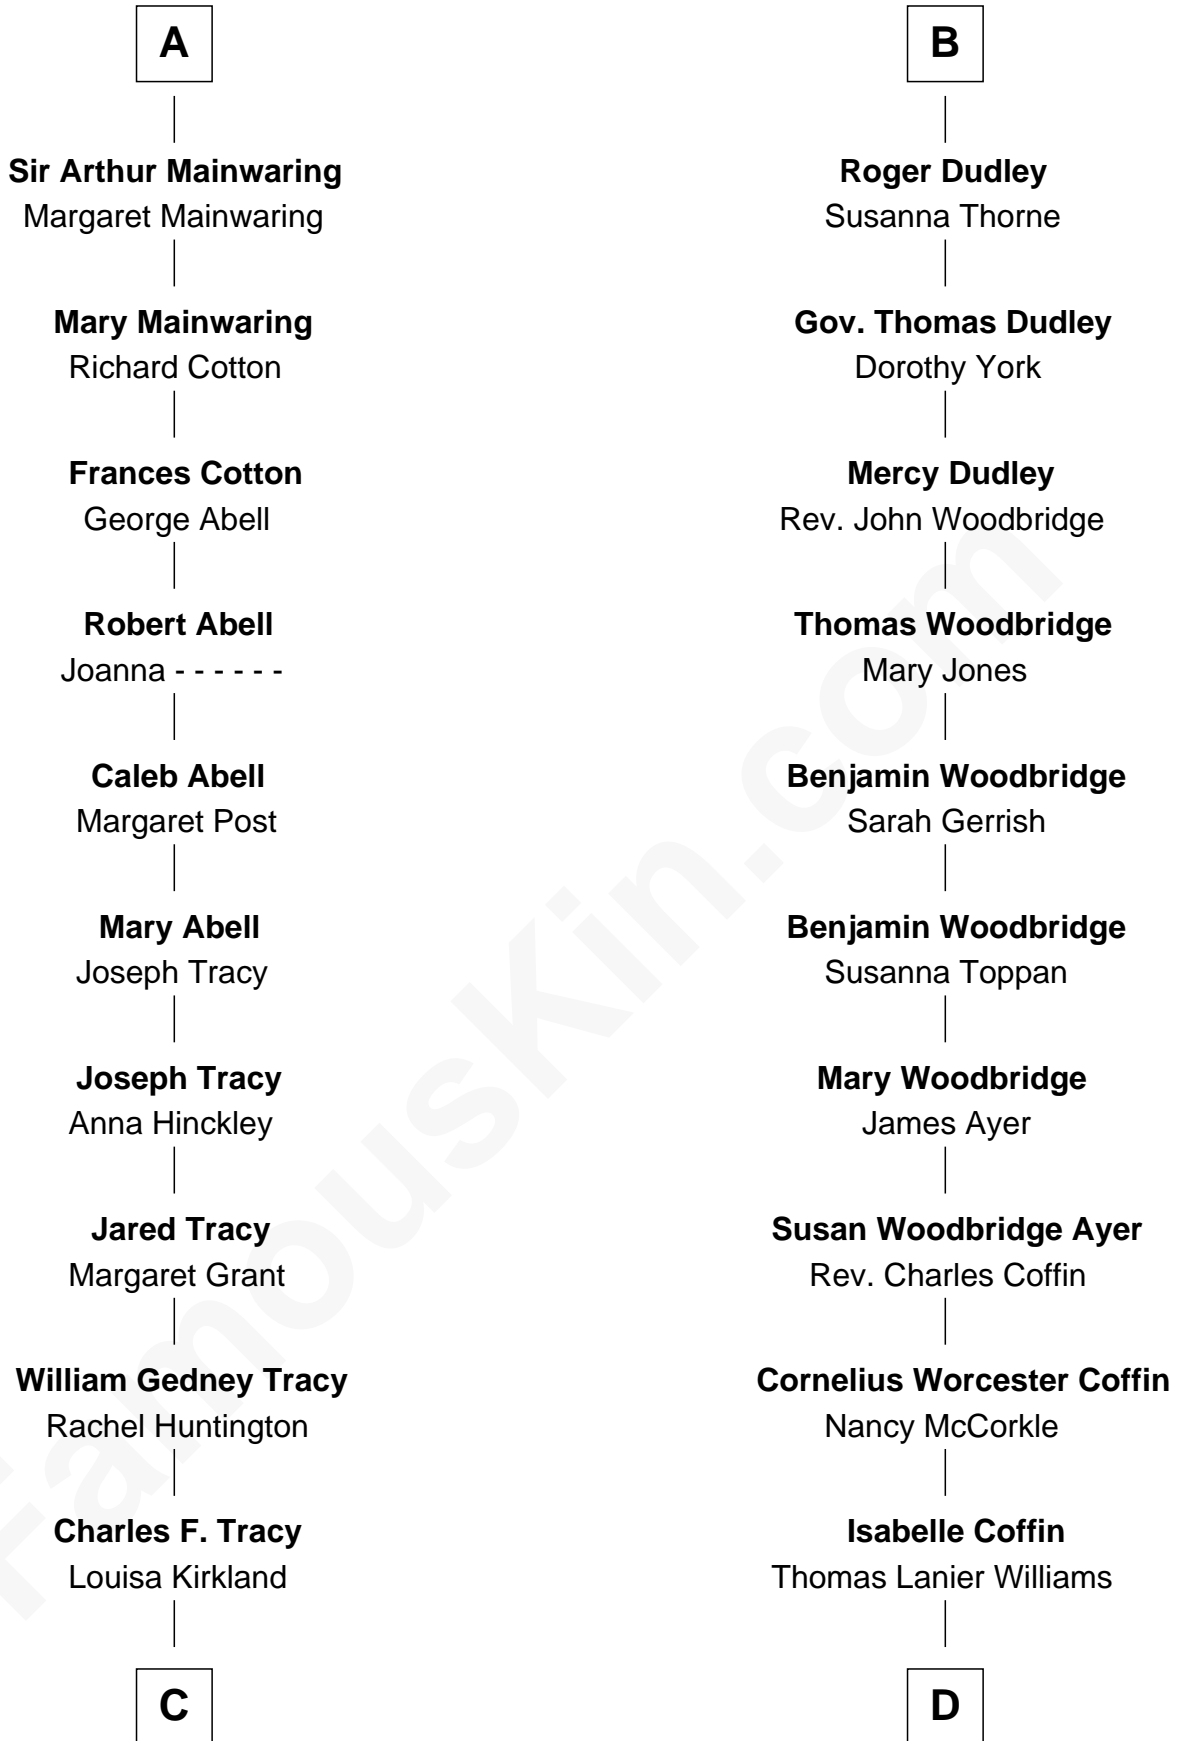 A
Sir Arthur Mainwaring
Margaret Mainwaring
Mary Mainwaring
Richard Cotton
Frances Cotton
George Abell
Robert Abell
Joanna - - - - - -
Caleb Abell
Margaret Post
Mary Abell
Joseph Tracy
Joseph Tracy
Anna Hinckley
Jared Tracy
Margaret Grant
William Gedney Tracy
Rachel Huntington
Charles F. Tracy
Louisa Kirkland
C
B
Roger Dudley
Susanna Thorne
Gov. Thomas Dudley
Dorothy York
Mercy Dudley
Rev. John Woodbridge
Thomas Woodbridge
Mary Jones
Benjamin Woodbridge
Sarah Gerrish
Benjamin Woodbridge
Susanna Toppan
Mary Woodbridge
James Ayer
Susan Woodbridge Ayer
Rev. Charles Coffin
Cornelius Worcester Coffin
Nancy McCorkle
Isabelle Coffin
Thomas Lanier Williams
D
FamousKin.com